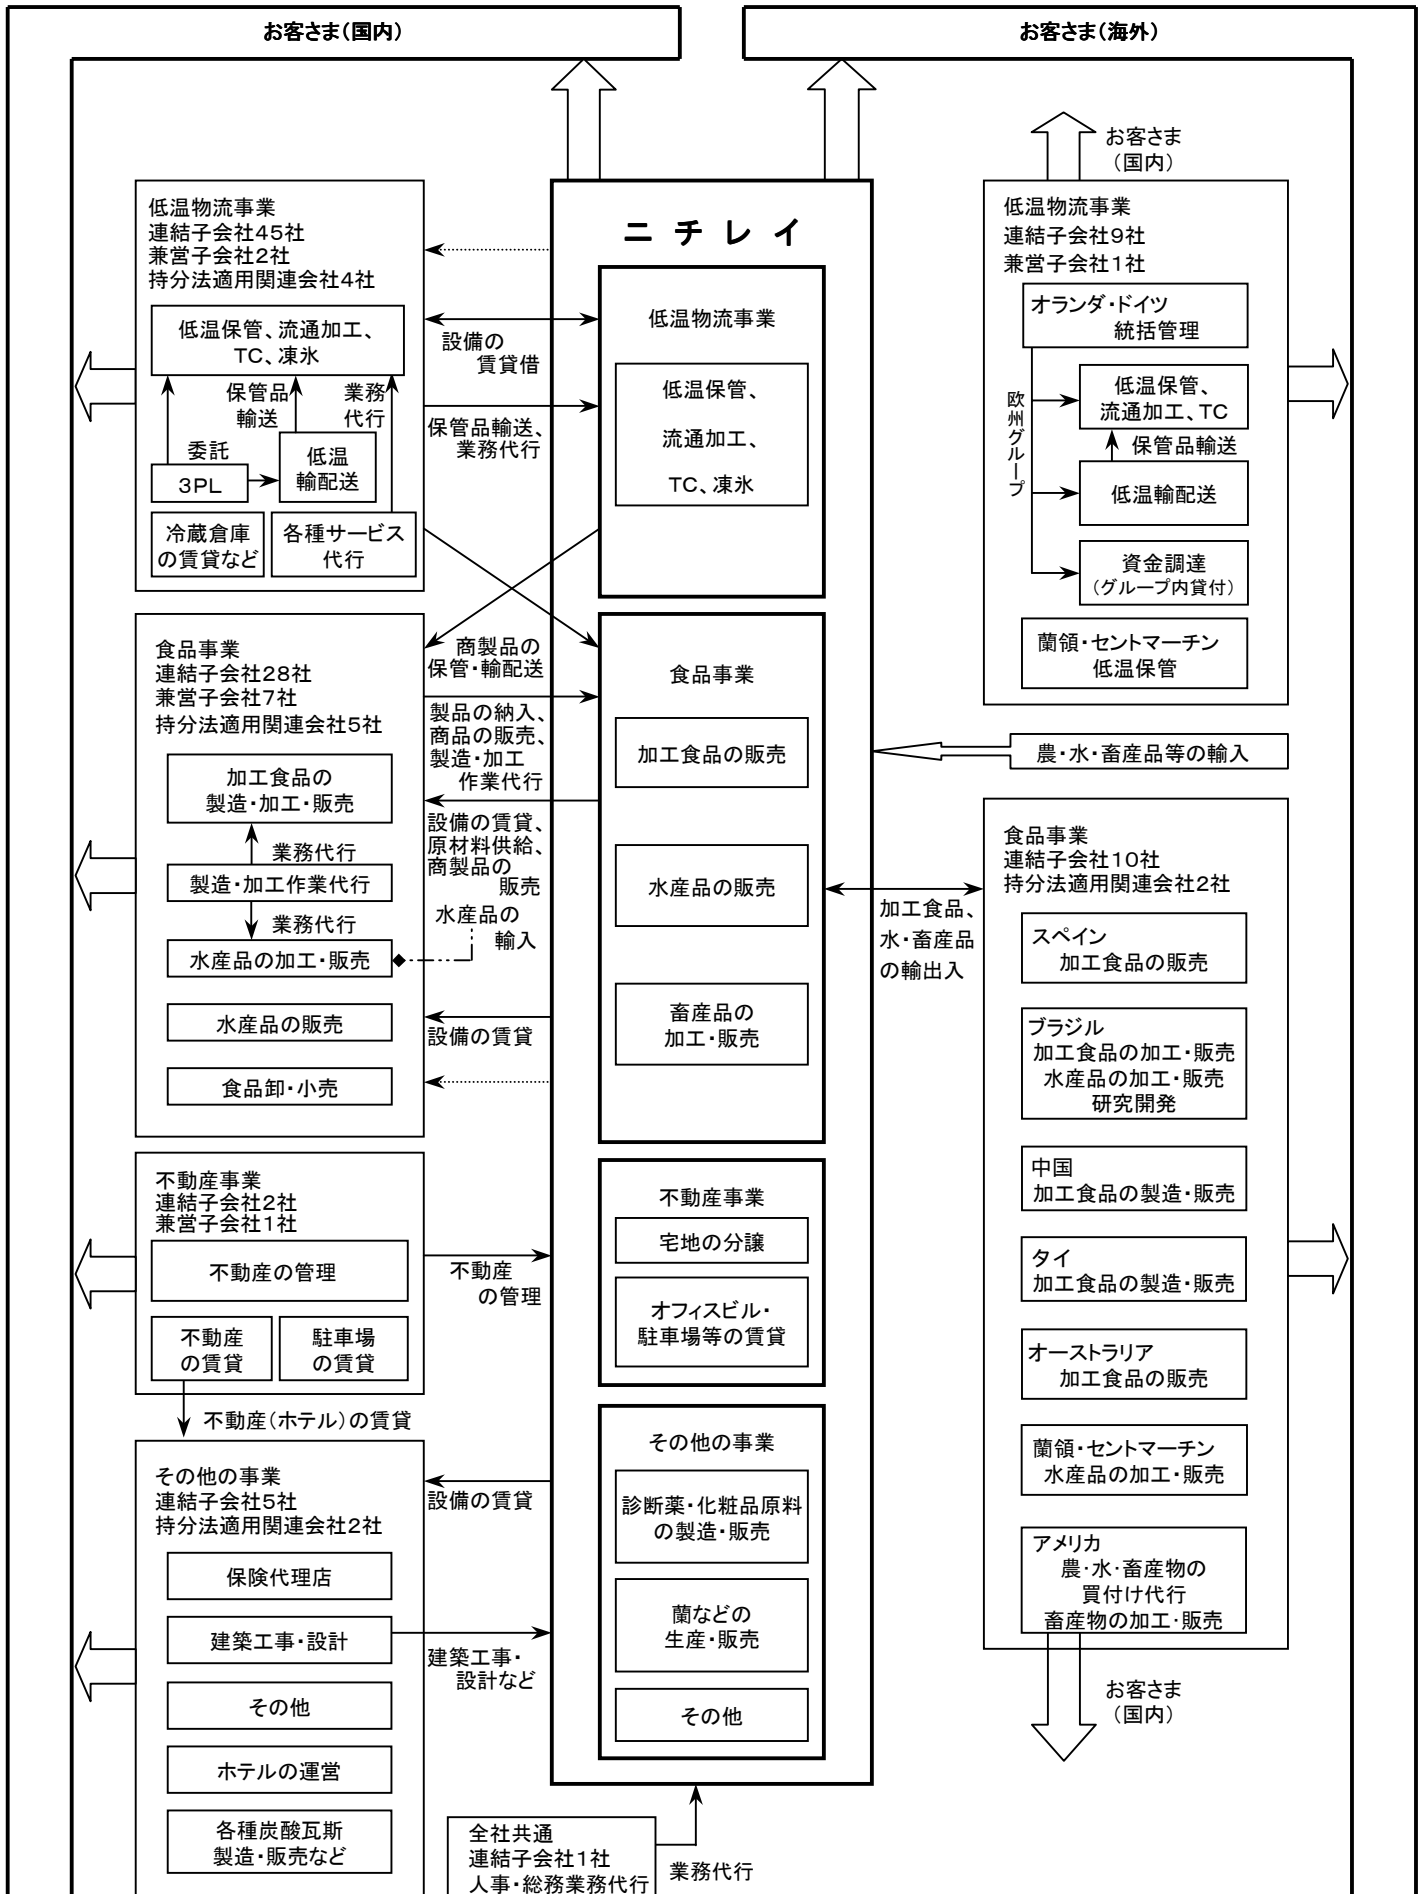 お客さま(国内)
お客さま(海外)
お客さま
(国内)
低温物流事業
連結子会社45社
兼営子会社2社
持分法適用関連会社4社
低温保管、流通加工、
TC、凍氷
保管品
輸送
業務
代行
委託
3PL
低温
輸配送
冷蔵倉庫
の賃貸など
各種サービス
代行
設備の
賃貸借
保管品輸送、
業務代行
ニチレイ
低温物流事業
低温保管、
流通加工、
TC、凍氷
低温物流事業
連結子会社9社
兼営子会社1社
オランダ・ドイツ
統括管理
欧州グループ
低温保管、
流通加工、TC
保管品輸送
低温輸配送
資金調達
(グループ内貸付)
蘭領・セントマーチン
低温保管
食品事業
連結子会社28社
兼営子会社7社
持分法適用関連会社5社
加工食品の
製造・加工・販売
業務代行
製造・加工作業代行
業務代行
水産品の加工・販売
水産品の販売
食品卸・小売
商製品の
保管・輸配送
製品の納入、
商品の販売、
製造・加工
作業代行
設備の賃貸、
原材料供給、
商製品の
販売
水産品の
輸入
設備の賃貸
食品事業
加工食品の販売
水産品の販売
畜産品の
加工・販売
農・水・畜産品等の輸入
加工食品、
水・畜産品
の輸出入
食品事業
連結子会社10社
持分法適用関連会社2社
スペイン
加工食品の販売
ブラジル
加工食品の加工・販売
水産品の加工・販売
研究開発
中国
加工食品の製造・販売
タイ
加工食品の製造・販売
オーストラリア
加工食品の販売
蘭領・セントマーチン
水産品の加工・販売
アメリカ
農・水・畜産物の
買付け代行
畜産物の加工・販売
お客さま
(国内)
不動産事業
連結子会社2社
兼営子会社1社
不動産の管理
不動産
の賃貸
駐車場
の賃貸
不動産
の管理
不動産事業
宅地の分譲
オフィスビル・
駐車場等の賃貸
不動産(ホテル)の賃貸
その他の事業
連結子会社5社
持分法適用関連会社2社
保険代理店
建築工事・設計
その他
ホテルの運営
各種炭酸瓦斯
製造・販売など
設備の賃貸
建築工事・
設計など
その他の事業
診断薬・化粧品原料
の製造・販売
蘭などの
生産・販売
その他
全社共通
連結子会社1社
人事・総務業務代行
業務代行